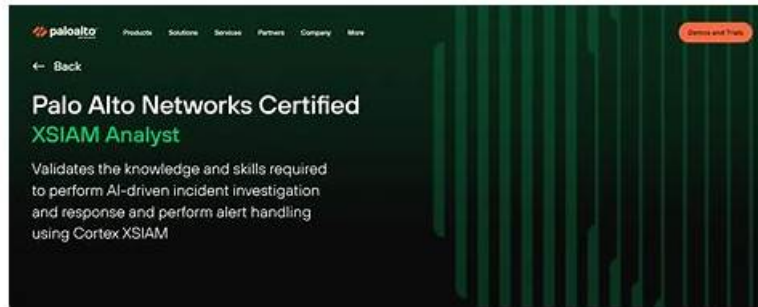 paloalto
Products Solutions Services Partners Company More
Demos and Trials
← Back
Palo Alto Networks Certified
XSIAM Analyst
Validates the knowledge and skills required
to perform AI-driven incident investigation
and response and perform alert handling
using Cortex XSIAM